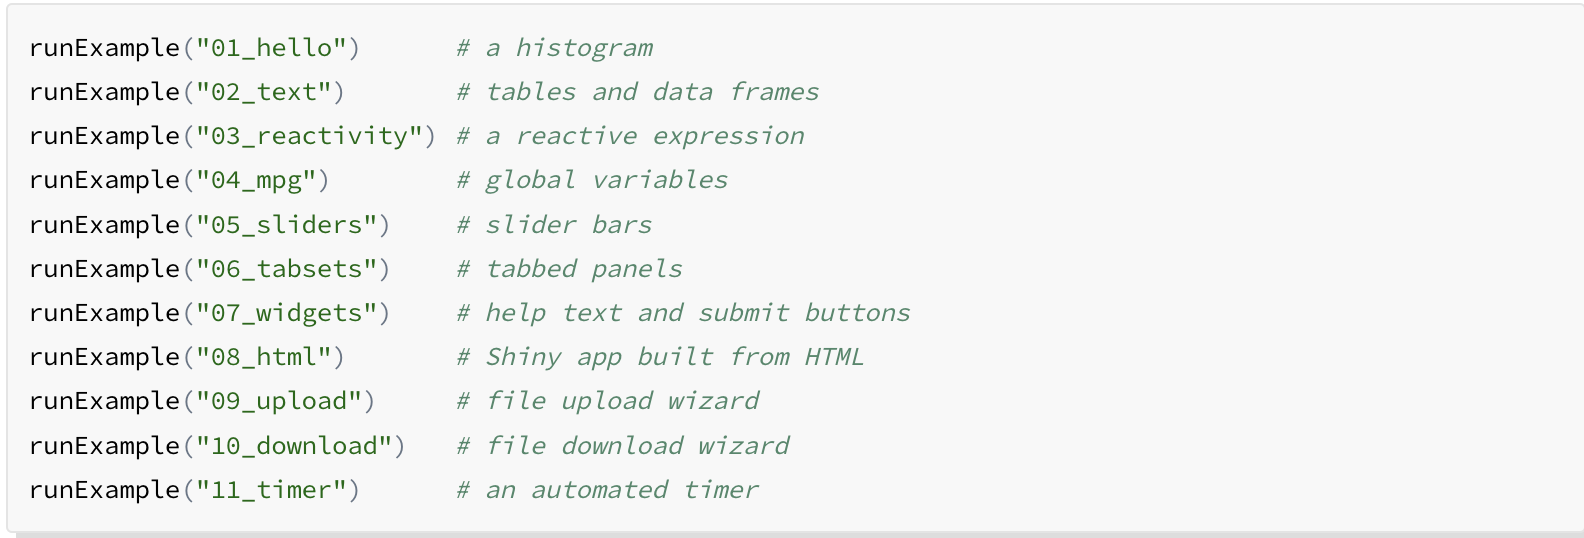 runExample("01_hello")      # a histogram
runExample("02_text")       # tables and data frames
runExample("03_reactivity") # a reactive expression
runExample("04_mpg")        # global variables
runExample("05_sliders")    # slider bars
runExample("06_tabsets")    # tabbed panels
runExample("07_widgets")    # help text and submit buttons
runExample("08_html")       # Shiny app built from HTML
runExample("09_upload")     # file upload wizard
runExample("10_download")   # file download wizard
runExample("11_timer")      # an automated timer